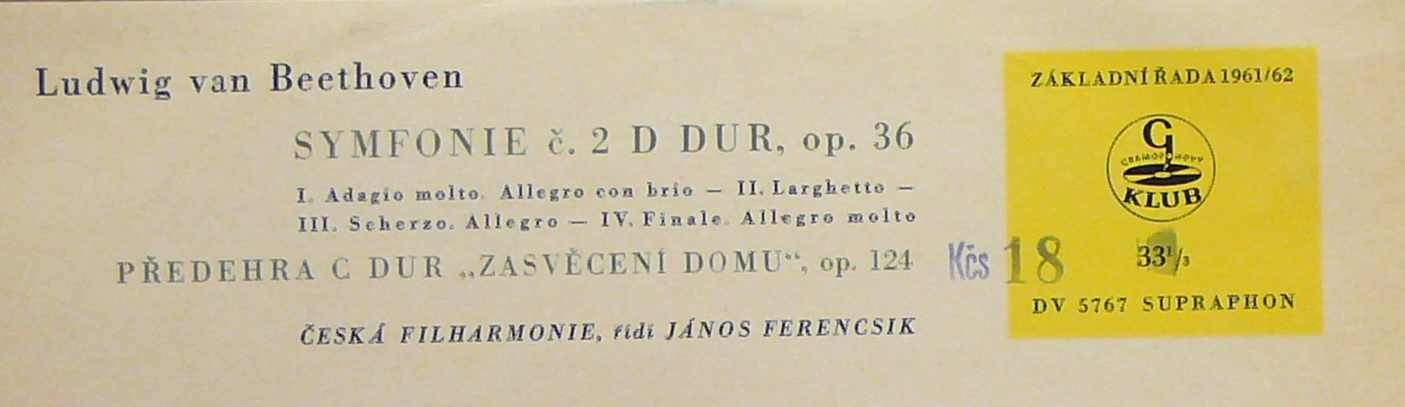 Ludwig van Beethoven
SYMFONIE č. 2 D DUR, op. 36
I. Adagio molto. Allegro con brio — II. Larghetto —
III. Scherzo. Allegro — IV. Finale. Allegro molto
PŘEDEHRA C DUR „ZASVĚCENÍ DOMU“, op. 124
ČESKÁ FILHARMONIE, řídí JÁNOS FERENCSIK
Kčs 18
ZÁKLADNÍ ŘADA 1961/62
G
GRAMOFONOVÝ
KLUB
33⅓
DV 5767 SUPRAPHON